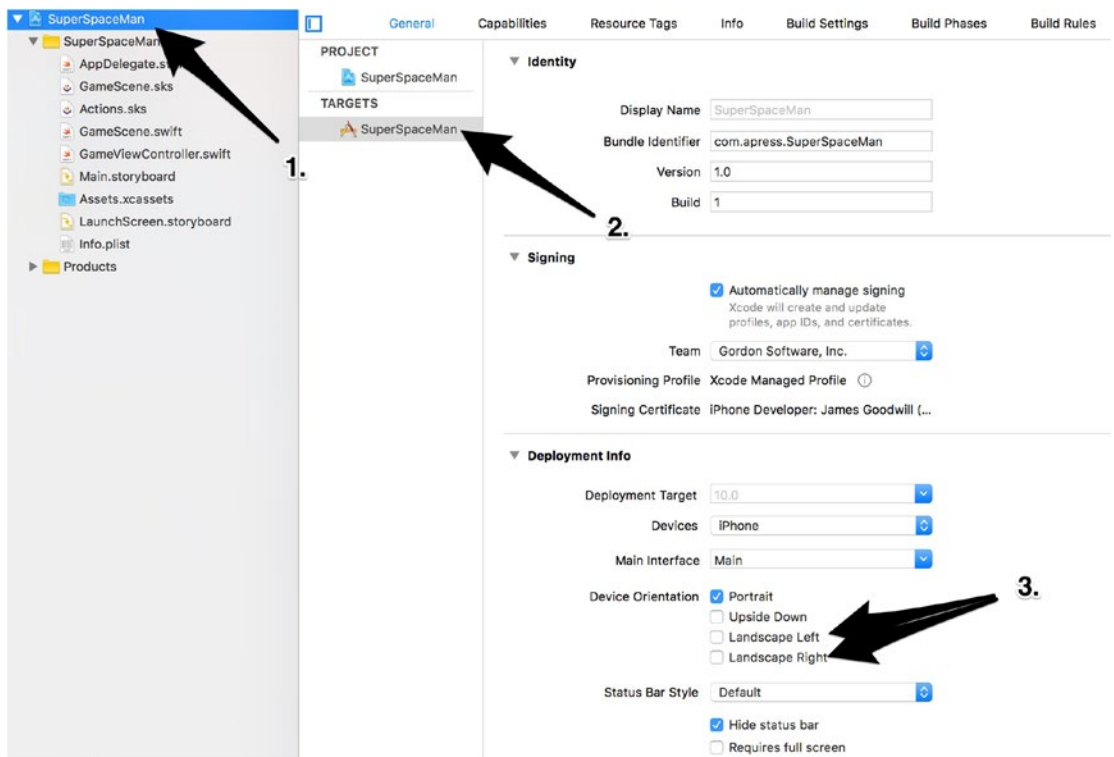 SuperSpaceMan
SuperSpaceMan
GameScene.sks
Actions.sks
GameScene.swift
GameViewController.swift
Main.storyboard
Assets.xcassets
LaunchScreen.storyboard
Info.plist
Products
1.
General Capabilities Resource Tags Info Build Settings Build Phases Build Rules
PROJECT
SuperSpaceMan
TARGETS
SuperSpaceMan
2.
Identity
Display Name SuperSpaceMan
Bundle Identifier com.apress.SuperSpaceMan
Version 1.0
Build 1
Signing
Automatically manage signing
Xcode will create and update
profiles, app IDs, and certificates.
Team Gordon Software, Inc.
Provisioning Profile Xcode Managed Profile
Signing Certificate iPhone Developer: James Goodwill (...
Deployment Info
Deployment Target 10.0
Devices iPhone
Main Interface Main
Device Orientation Portrait
Upside Down
Landscape Left
Landscape Right
3.
Status Bar Style Default
Hide status bar
Requires full screen